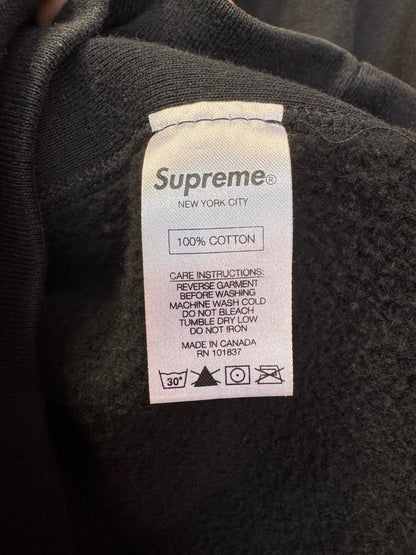 Supreme®
NEW YORK CITY
100% COTTON
CARE INSTRUCTIONS:
REVERSE GARMENT
BEFORE WASHING
MACHINE WASH COLD
DO NOT BLEACH
TUMBLE DRY LOW
DO NOT IRON
MADE IN CANADA
RN 101837
30°